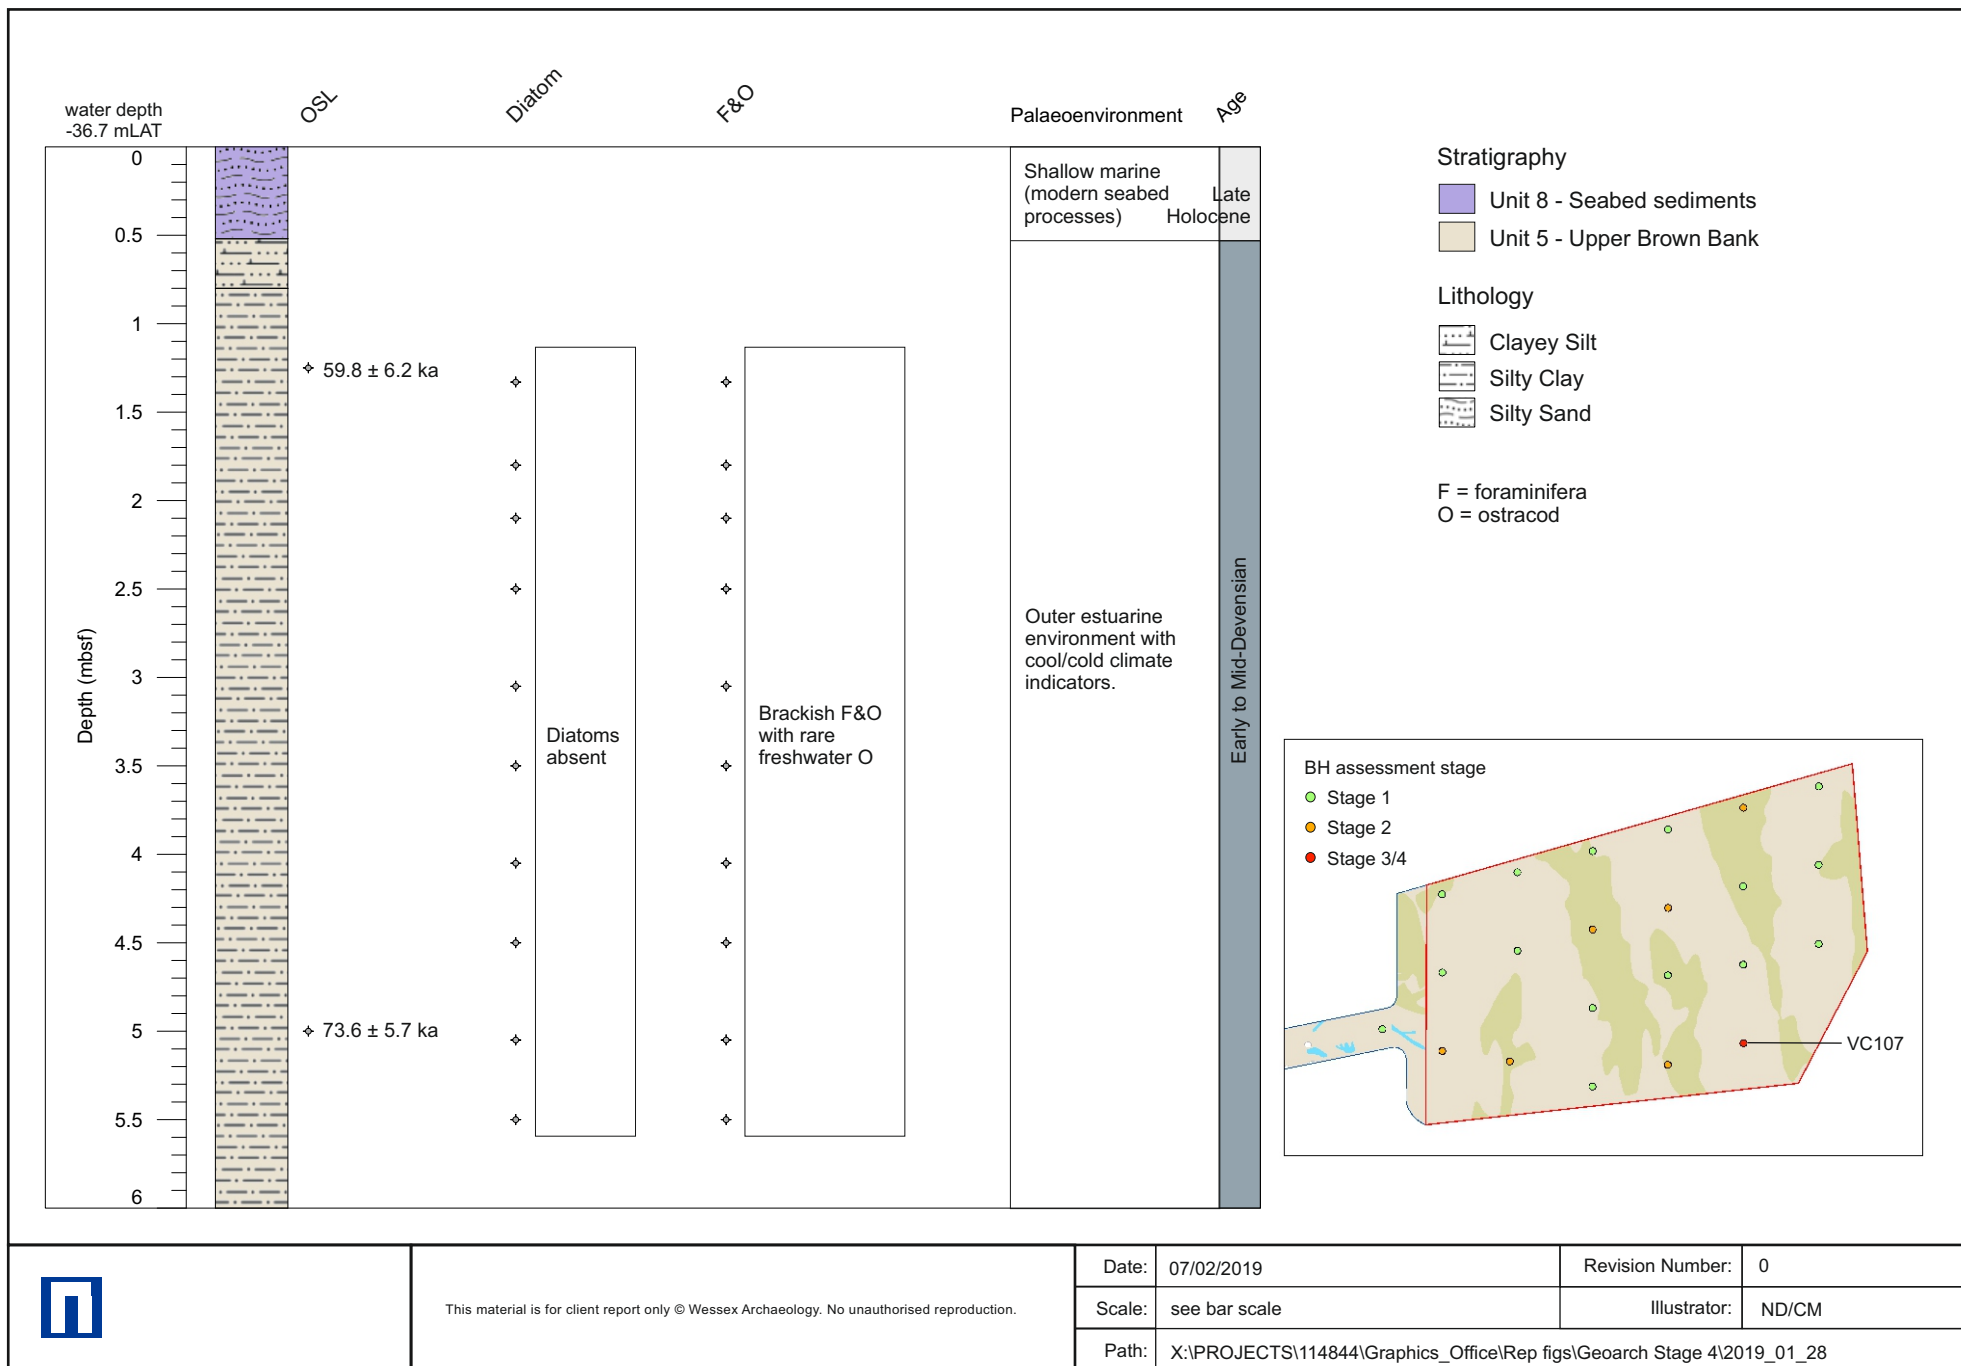 water depth
-36.7 mLAT
OSL
Diatom
F&O
Palaeoenvironment
Age
Depth (mbsf)
0
0.5
1
1.5
2
2.5
3
3.5
4
4.5
5
5.5
6
59.8 ± 6.2 ka
73.6 ± 5.7 ka
Diatoms
absent
Brackish F&O
with rare
freshwater O
Shallow marine
(modern seabed
processes)
Late
Holocene
Outer estuarine
environment with
cool/cold climate
indicators.
Early to Mid-Devensian
Stratigraphy
Unit 8 - Seabed sediments
Unit 5 - Upper Brown Bank
Lithology
Clayey Silt
Silty Clay
Silty Sand
F = foraminifera
O = ostracod
BH assessment stage
Stage 1
Stage 2
Stage 3/4
VC107
This material is for client report only © Wessex Archaeology. No unauthorised reproduction.
Date: 07/02/2019
Revision Number: 0
Scale: see bar scale
Illustrator: ND/CM
Path: X:\PROJECTS\114844\Graphics_Office\Rep figs\Geoarch Stage 4\2019_01_28